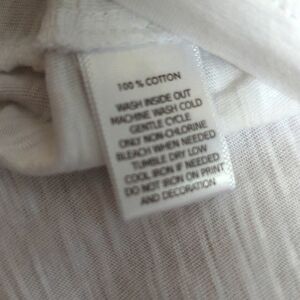 100 % COTTON
WASH INSIDE OUT
MACHINE WASH COLD
GENTLE CYCLE
ONLY NON-CHLORINE
BLEACH WHEN NEEDED
TUMBLE DRY LOW
COOL IRON IF NEEDED
DO NOT IRON ON PRINT
AND DECORATION